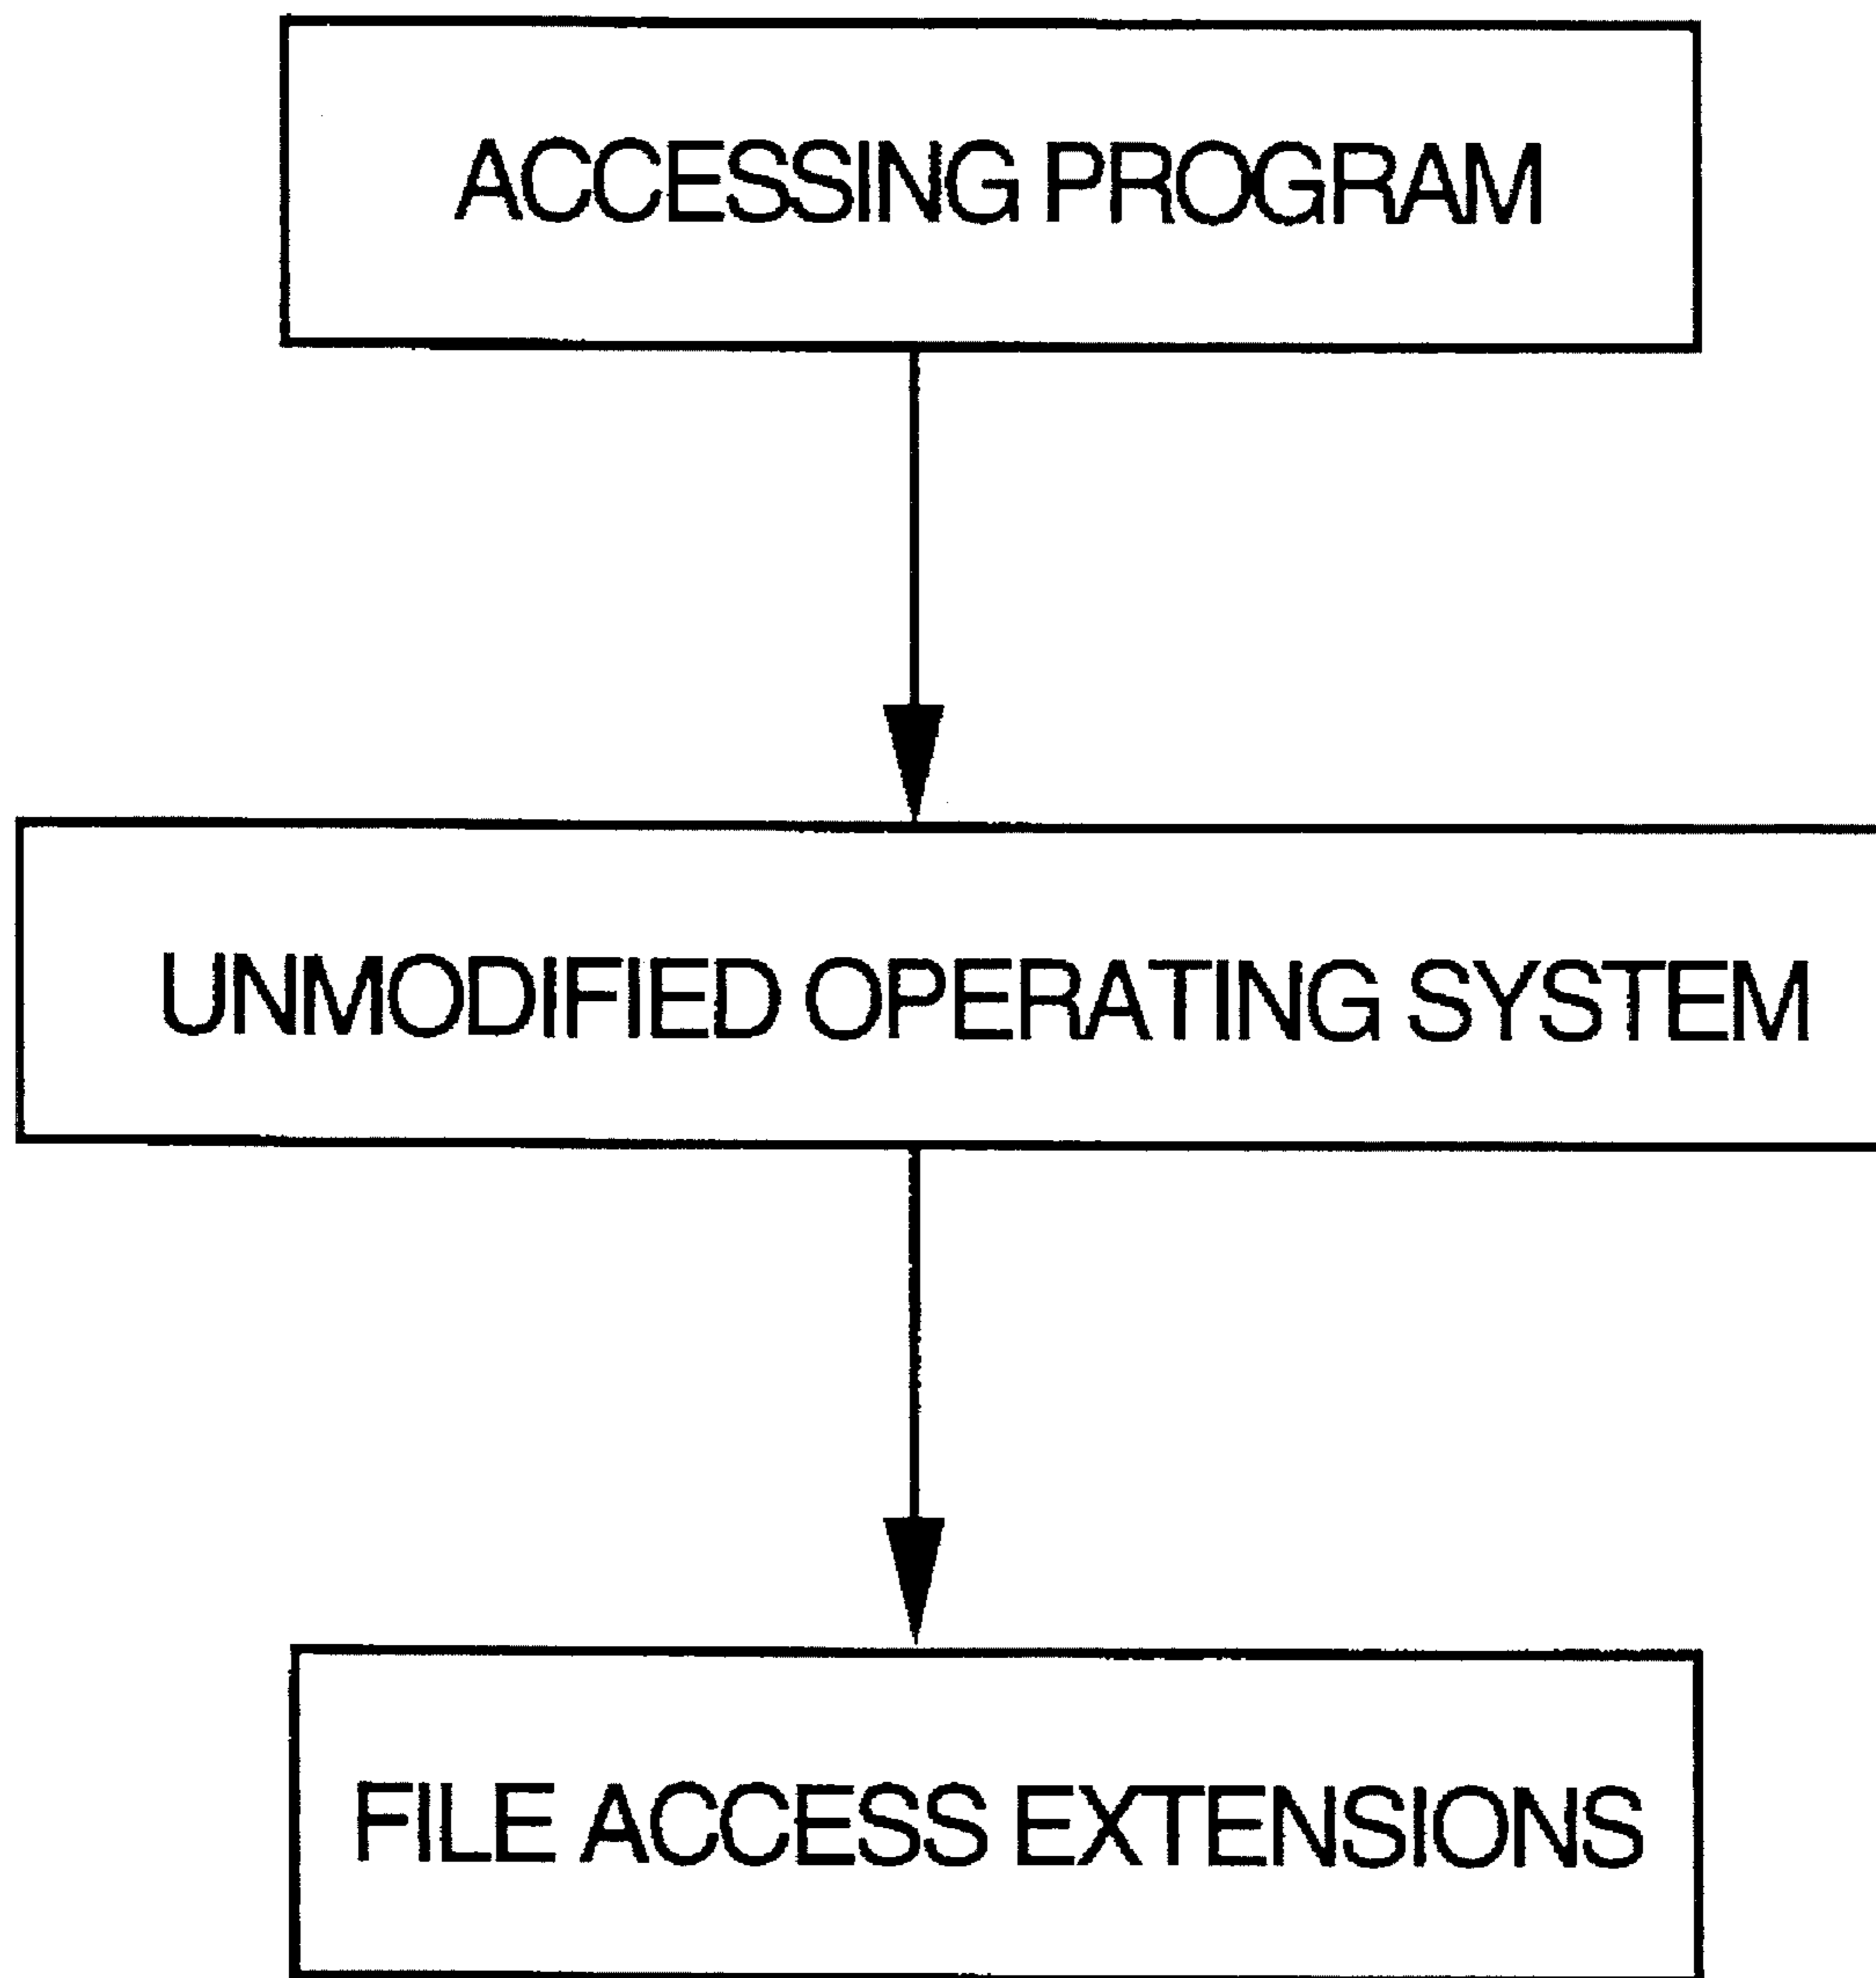 ACCESSING PROGRAM
UNMODIFIED OPERATING SYSTEM
FILE ACCESS EXTENSIONS